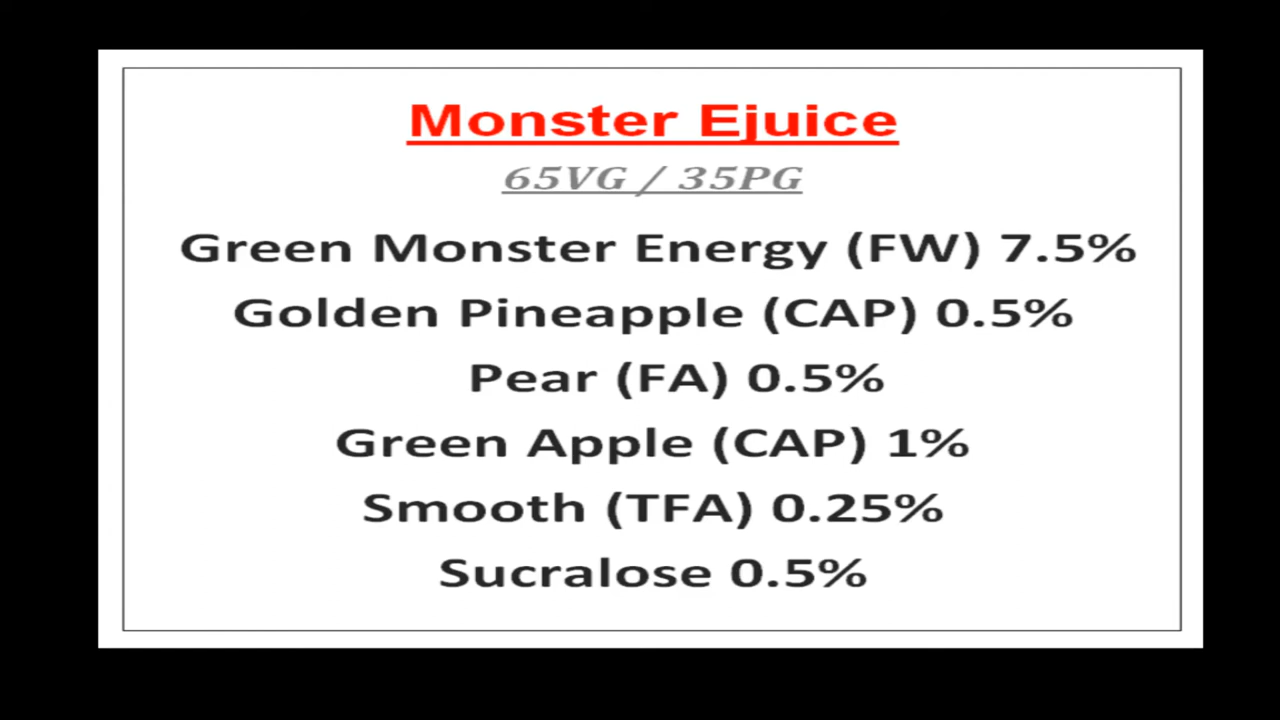 Monster Ejuice
65VG / 35PG
Green Monster Energy (FW) 7.5%
Golden Pineapple (CAP) 0.5%
Pear (FA) 0.5%
Green Apple (CAP) 1%
Smooth (TFA) 0.25%
Sucralose 0.5%